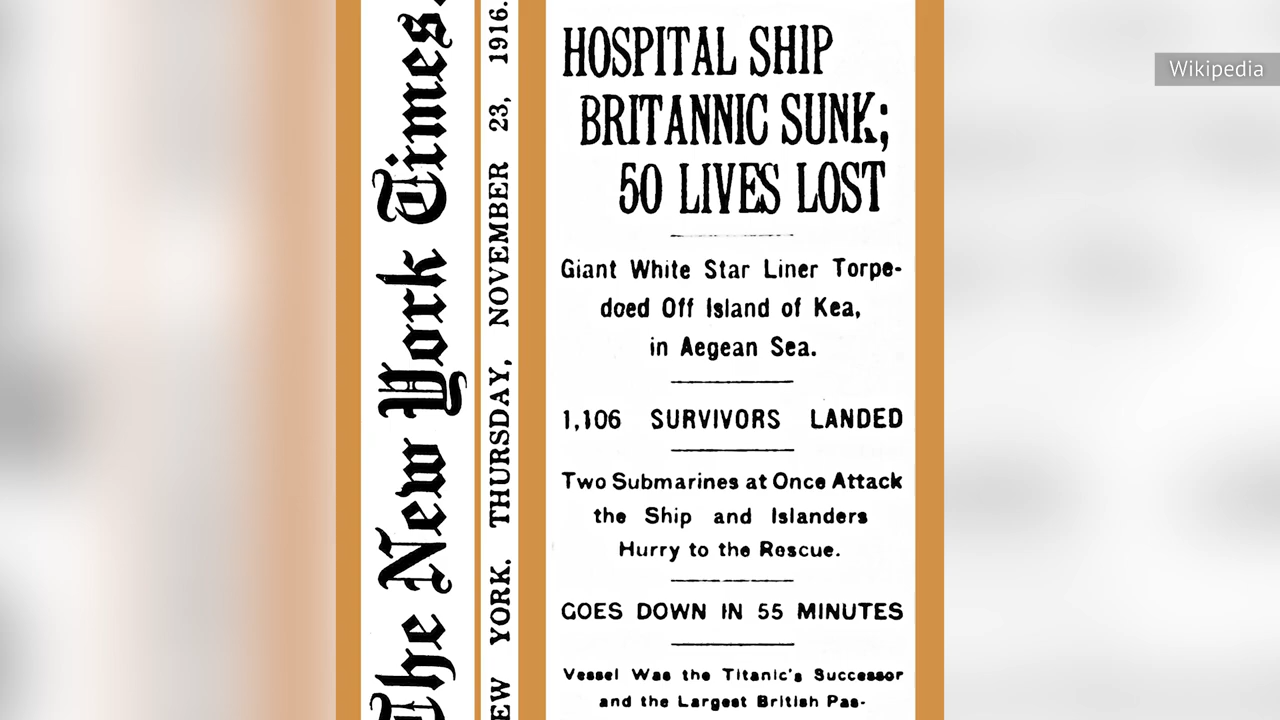 The New York Times.
EW YORK. THURSDAY, NOVEMBER 23, 1916.
HOSPITAL SHIP
BRITANNIC SUNK;
50 LIVES LOST
Giant White Star Liner Torpe-
doed Off Island of Kea,
in Aegean Sea.
1,106 SURVIVORS LANDED
Two Submarines at Once Attack
the Ship and Islanders
Hurry to the Rescue.
GOES DOWN IN 55 MINUTES
Vessel Was the Titanic's Successor
and the Largest British Pas-
Wikipedia